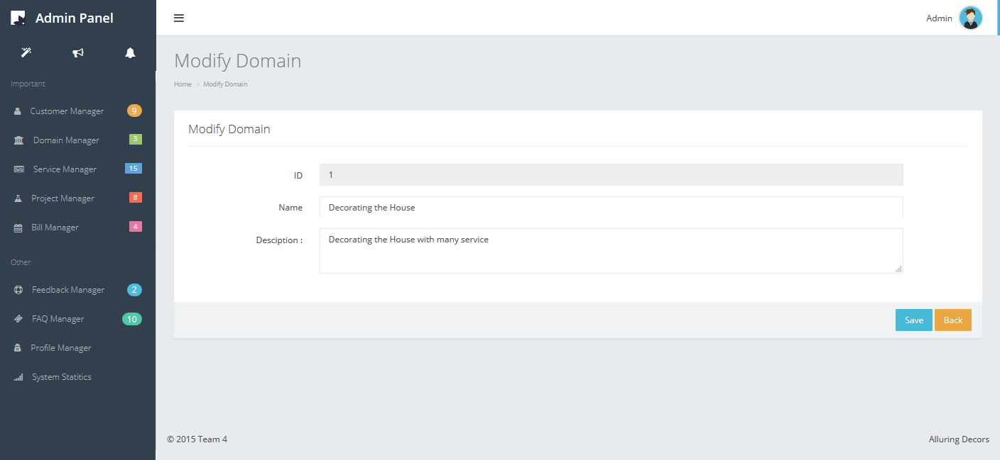 Admin Panel
Admin
Important
Customer Manager 9
Domain Manager 3
Service Manager 15
Project Manager 8
Bill Manager 4
Other
Feedback Manager 2
FAQ Manager 10
Profile Manager
System Statitics
Modify Domain
Home > Modify Domain
Modify Domain
ID 1
Name Decorating the House
Desciption : Decorating the House with many service
Save Back
© 2015 Team 4
Alluring Decors